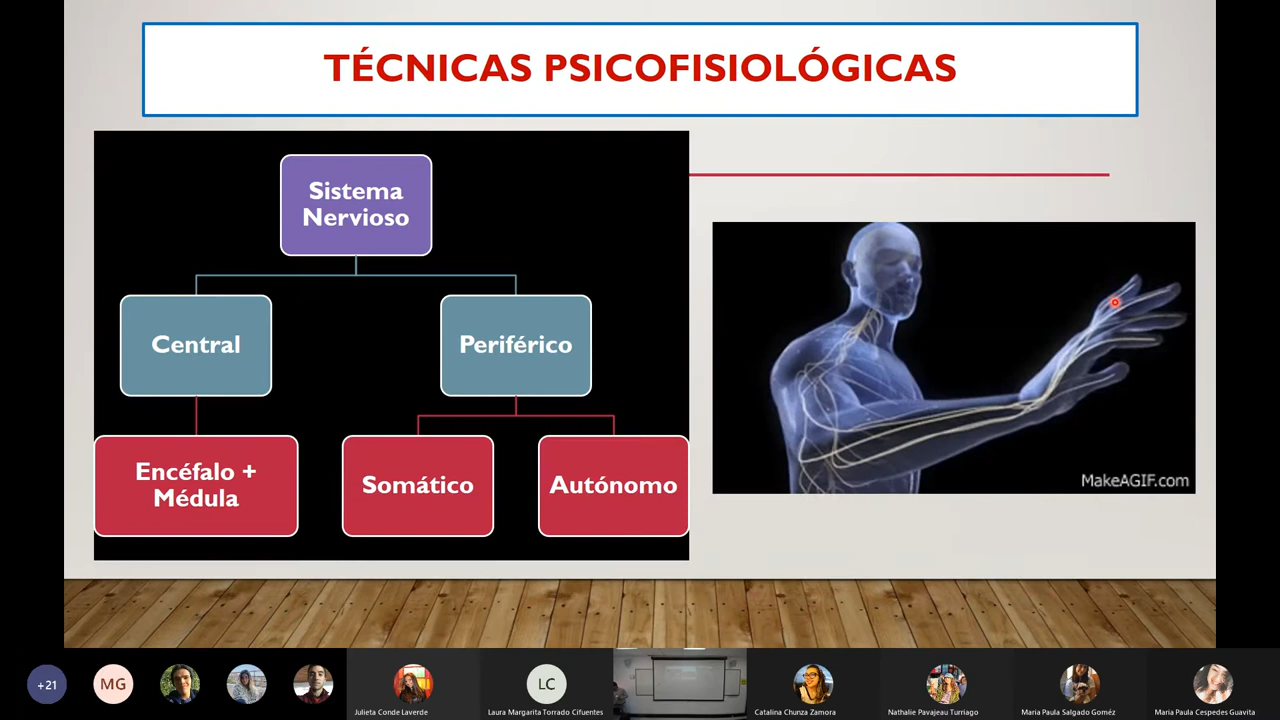 TÉCNICAS PSICOFISIOLÓGICAS
Sistema
Nervioso
Central
Periférico
Encéfalo +
Médula
Somático
Autónomo
MakeAGIF.com
+21
MG
LC
Julieta Conde Laverde
Laura Margarita Torrado Cifuentes
Catalina Chunza Zamora
Nathalie Pavajeau Turriago
Maria Paula Salgado Goméz
Maria Paula Cespedes Guavita